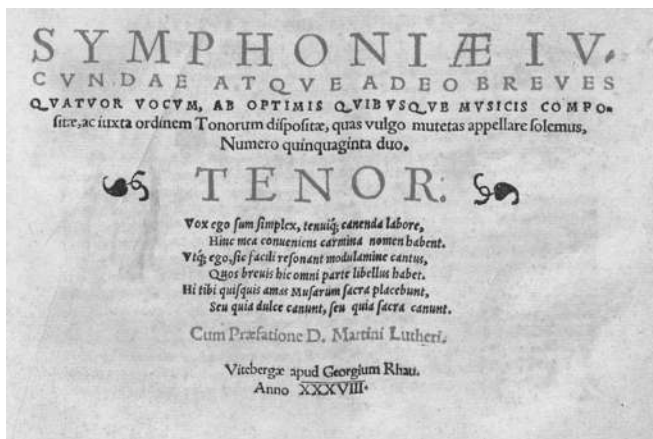 SYMPHONIÆ IV.
CVNDAE ATQVE ADEO BREVES
QVATVOR VOCVM, AB OPTIMIS QVIBVSQVE MVSICIS COMPO-
ſitæ, ac iuxta ordinem Tonorum diſpoſitæ, quas vulgo mutetas appellare ſolemus,
Numero quinquaginta duo.
TENOR.
Vox ego ſum ſimplex, tenuiq́; canenda labore,
Hinc mea conueniens carmina nomen habent.
Vtq́; ego, ſic facili reſonant modulamine cantus,
Quos breuis hic omni parte libellus habet.
Hi tibi quiſquis amas Muſarum ſacra placebunt,
Seu quia dulce canunt, ſeu quia ſacra canunt.
Cum Præfatione D. Martini Lutheri.
Vitebergæ apud Georgium Rhau.
Anno XXXVIII.